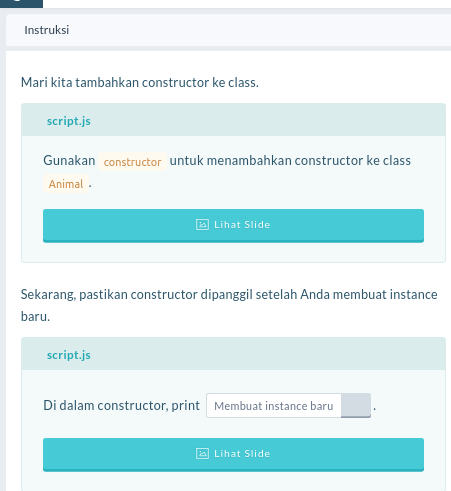 Instruksi
Mari kita tambahkan constructor ke class.
script.js
Gunakan constructor untuk menambahkan constructor ke class
Animal .
Lihat Slide
Sekarang, pastikan constructor dipanggil setelah Anda membuat instance
baru.
script.js
Di dalam constructor, print Membuat instance baru .
Lihat Slide